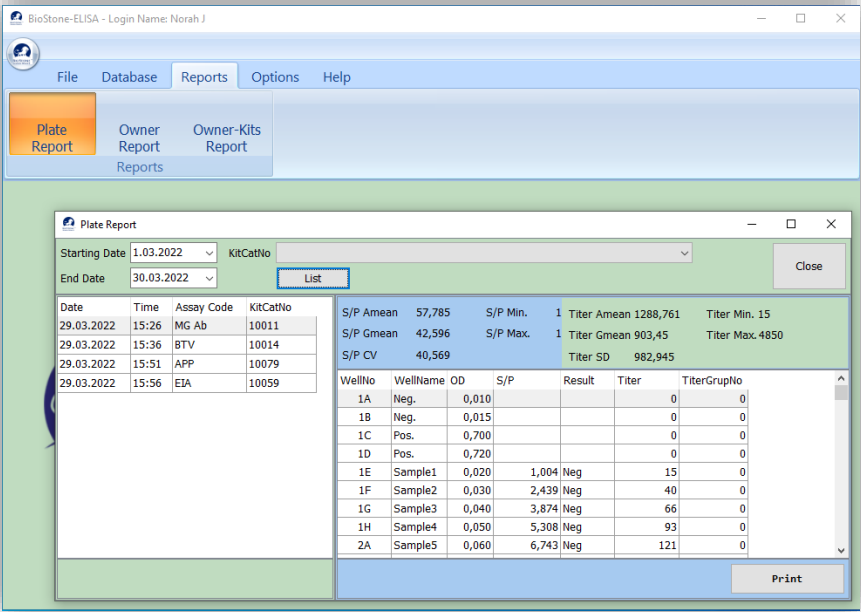 BioStone-ELISA - Login Name: Norah J
File Database Reports Options Help
Plate Report Owner Report Owner-Kits Report
Reports
Plate Report
Starting Date 1.03.2022 KitCatNo
End Date 30.03.2022 List
Close
Date Time Assay Code KitCatNo
29.03.2022 15:26 MG Ab 10011
29.03.2022 15:36 BTV 10014
29.03.2022 15:51 APP 10079
29.03.2022 15:56 EIA 10059
S/P Amean 57,785 S/P Min. 1 Titer Amean 1288,761 Titer Min. 15
S/P Gmean 42,596 S/P Max. 1 Titer Gmean 903,45 Titer Max. 4850
S/P CV 40,569 Titer SD 982,945
WellNo WellName OD S/P Result Titer TiterGrupNo
1A Neg. 0,010 0 0
1B Neg. 0,015 0 0
1C Pos. 0,700 0 0
1D Pos. 0,720 0 0
1E Sample1 0,020 1,004 Neg 15 0
1F Sample2 0,030 2,439 Neg 40 0
1G Sample3 0,040 3,874 Neg 66 0
1H Sample4 0,050 5,308 Neg 93 0
2A Sample5 0,060 6,743 Neg 121 0
Print